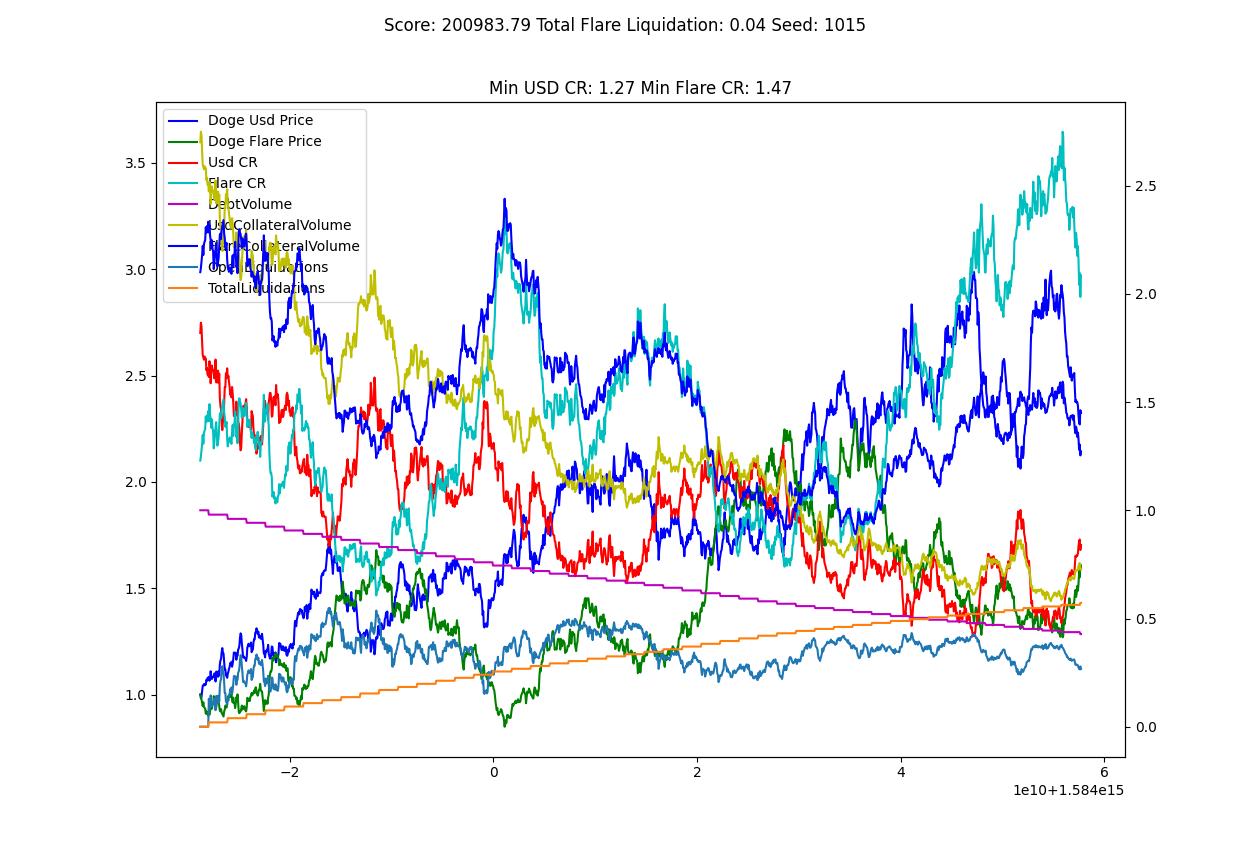 Score: 200983.79 Total Flare Liquidation: 0.04 Seed: 1015
Min USD CR: 1.27 Min Flare CR: 1.47
Doge Usd Price
Doge Flare Price
Usd CR
Flare CR
DebtVolume
UsdCollateralVolume
FlareCollateralVolume
OpenLiquidations
TotalLiquidations
3.5
3.0
2.5
2.0
1.5
1.0
2.5
2.0
1.5
1.0
0.5
0.0
−2
0
2
4
6
1e10+1.584e15